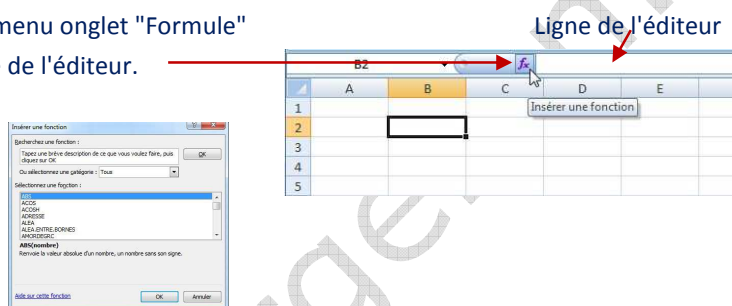 menu onglet "Formule"
Ligne de l'éditeur
de l'éditeur.
B2
fx
A B C D E
Insérer une fonction
1
2
3
4
5
Insérer une fonction
Recherchez une fonction :
Tapez une brève description de ce que vous voulez faire, puis
cliquez sur OK
OK
Ou sélectionnez une catégorie : Tous
Sélectionnez une fonction :
ABS
ACOS
ACOSH
ADRESSE
ALEA
ALEA.ENTRE.BORNES
AMORDEGRC
ABS(nombre)
Renvoie la valeur absolue d'un nombre, un nombre sans son signe.
Aide sur cette fonction
OK
Annuler